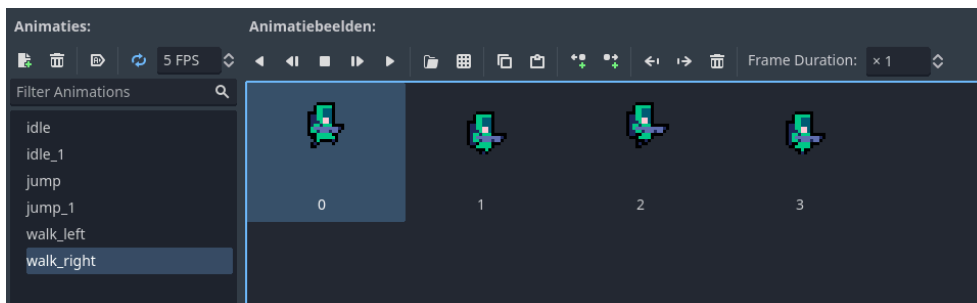 Animaties:
Animatiebeelden:
5 FPS
Frame Duration: × 1
Filter Animations
idle
idle_1
jump
jump_1
walk_left
walk_right
0
1
2
3